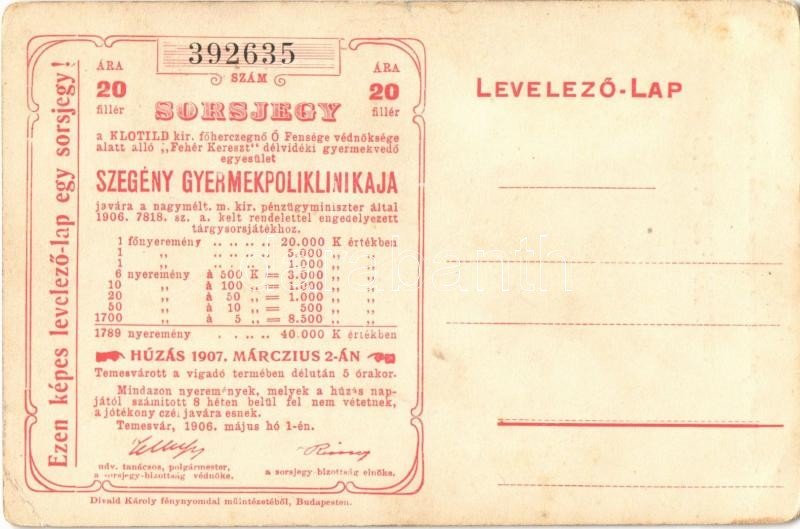 Ezen képes levelező-lap egy sorsjegy!
392635
SZÁM
ÁRA
20
fillér
ÁRA
20
fillér
SORSJEGY
a KLOTILD kir. főherczegnő Ő Fensége védnöksége
alatt álló „Fehér Kereszt" délvidéki gyermekvedő
egyesület
SZEGÉNY GYERMEKPOLIKLINIKAJA
javára a nagymélt. m. kir. pénzügyminiszter által
1906. 7818. sz. a. kelt rendelettel engedelyezett
tárgysorsjátékhoz.
1 főnyeremény .. .. .. .. 20.000 K értékben
1 „ .. .. .. .. 5.000 „ „
1 „ .. .. .. .. 1.000 „ „
6 nyeremény à 500 K = 3.000 „ „
10 „ à 100 „ = 1.000 „ „
20 „ à 50 „ = 1.000 „ „
50 „ à 10 „ = 500 „ „
1700 „ à 5 „ = 8.500 „ „
1789 nyeremény . .. .. .. 40.000 K értékben
HÚZÁS 1907. MÁRCZIUS 2-ÁN
Temesvárott a vigadó termében délután 5 órakor.
Mindazon nyeremények, melyek a húzás nap-
jától számitott 8 héten belül fel nem vétetnek,
a jótékony czél javára esnek.
Temesvár, 1906. május hó 1-én.
udv. tanácsos, polgármester,
a sorsjegy-bizottság védnöke.
a sorsjegy-bizottság elnöke.
Divald Károly fénynyomdai műintézetéből, Budapesten.
LEVELEZŐ-LAP